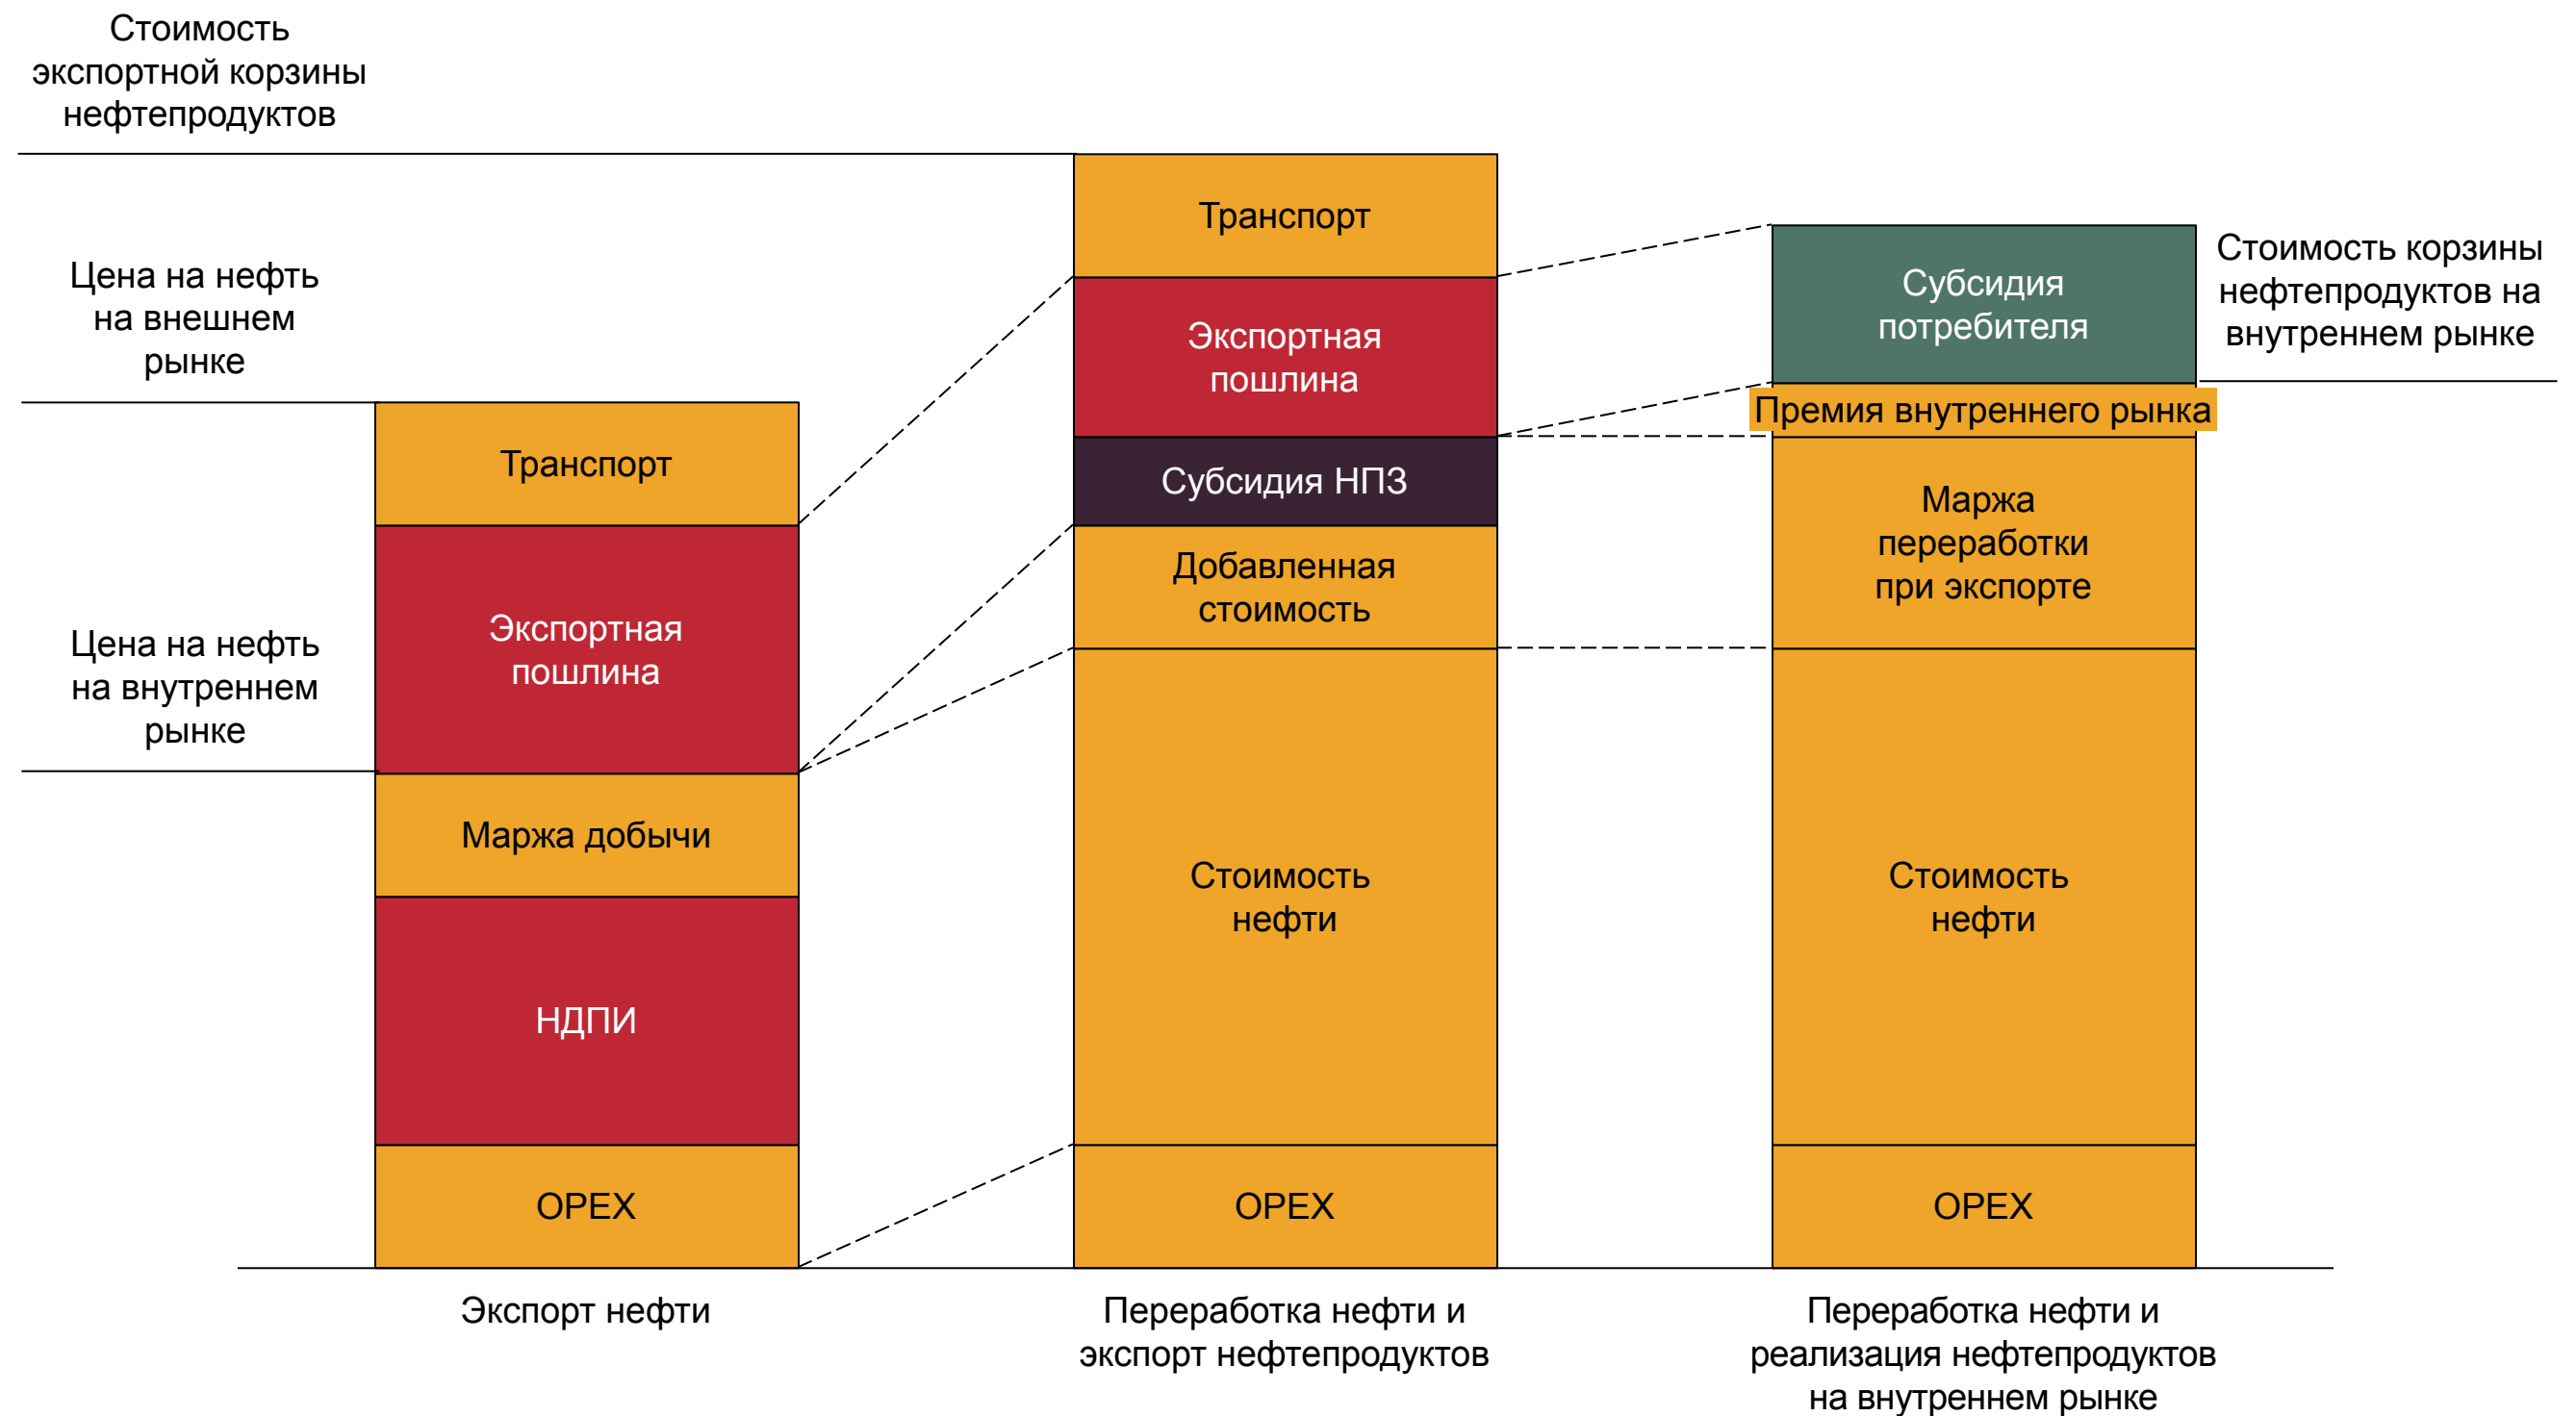 Стоимость
экспортной корзины
нефтепродуктов
Цена на нефть
на внешнем
рынке
Цена на нефть
на внутреннем
рынке
Транспорт
Экспортная
пошлина
Маржа добычи
НДПИ
OPEX
Экспорт нефти
Транспорт
Экспортная
пошлина
Субсидия НПЗ
Добавленная
стоимость
Стоимость
нефти
OPEX
Переработка нефти и
экспорт нефтепродуктов
Субсидия
потребителя
Премия внутреннего рынка
Маржа
переработки
при экспорте
Стоимость
нефти
OPEX
Переработка нефти и
реализация нефтепродуктов
на внутреннем рынке
Стоимость корзины
нефтепродуктов на
внутреннем рынке